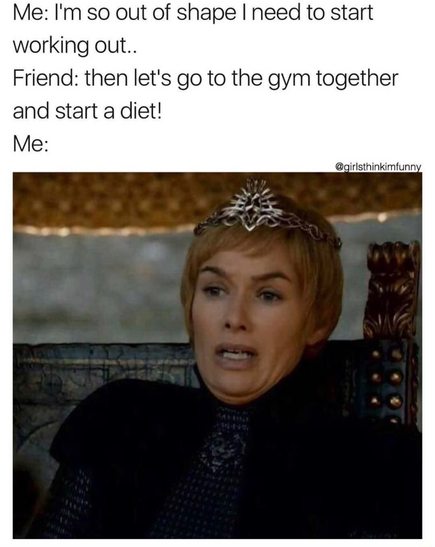 Me: I'm so out of shape I need to start
working out..
Friend: then let's go to the gym together
and start a diet!
Me:
@girlsthinkimfunny